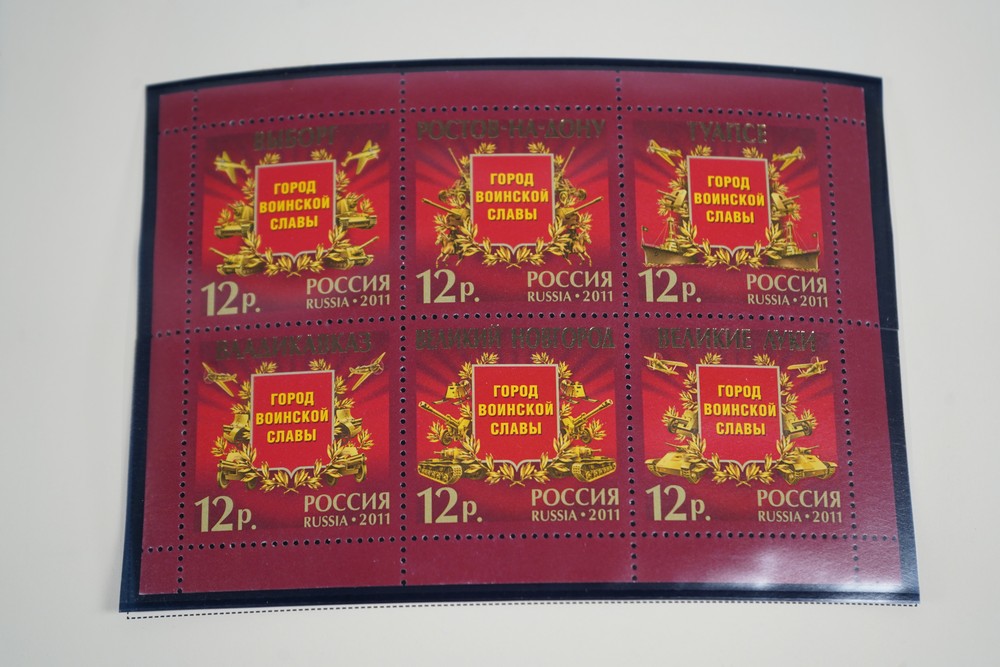 ВЫБОРГ
ГОРОД
ВОИНСКОЙ
СЛАВЫ
12р.
РОССИЯ
RUSSIA • 2011
РОСТОВ-НА-ДОНУ
ГОРОД
ВОИНСКОЙ
СЛАВЫ
12р.
РОССИЯ
RUSSIA • 2011
ТУАПСЕ
ГОРОД
ВОИНСКОЙ
СЛАВЫ
12р.
РОССИЯ
RUSSIA • 2011
ВЛАДИКАВКАЗ
ГОРОД
ВОИНСКОЙ
СЛАВЫ
12р.
РОССИЯ
RUSSIA • 2011
ВЕЛИКИЙ НОВГОРОД
ГОРОД
ВОИНСКОЙ
СЛАВЫ
12р.
РОССИЯ
RUSSIA • 2011
ВЕЛИКИЕ ЛУКИ
ГОРОД
ВОИНСКОЙ
СЛАВЫ
12р.
РОССИЯ
RUSSIA • 2011